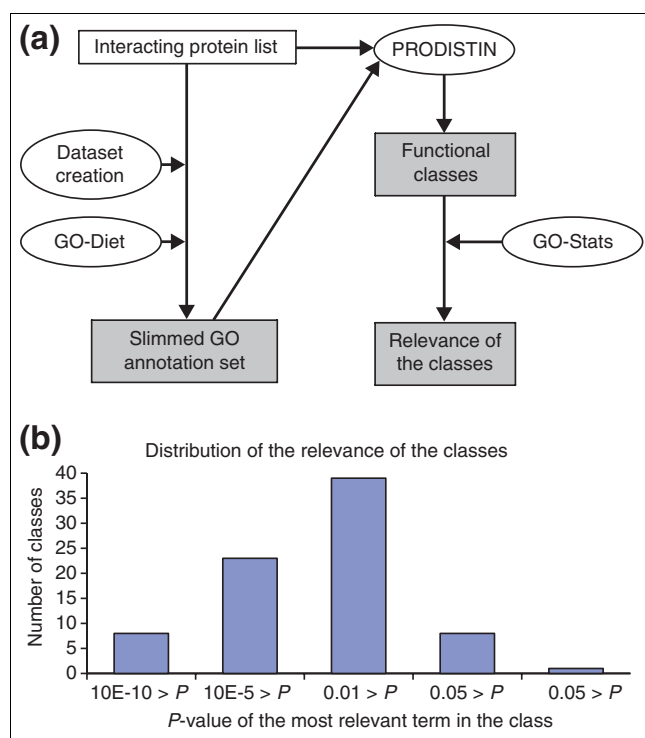 (a)
Interacting protein list
PRODISTIN
Dataset
creation
Functional
classes
GO-Diet
GO-Stats
Slimmed GO
annotation set
Relevance of
the classes
(b)
Distribution of the relevance of the classes
Number of classes
40
35
30
25
20
15
10
5
0
10E-10 > P
10E-5 > P
0.01 > P
0.05 > P
0.05 > P
P-value of the most relevant term in the class